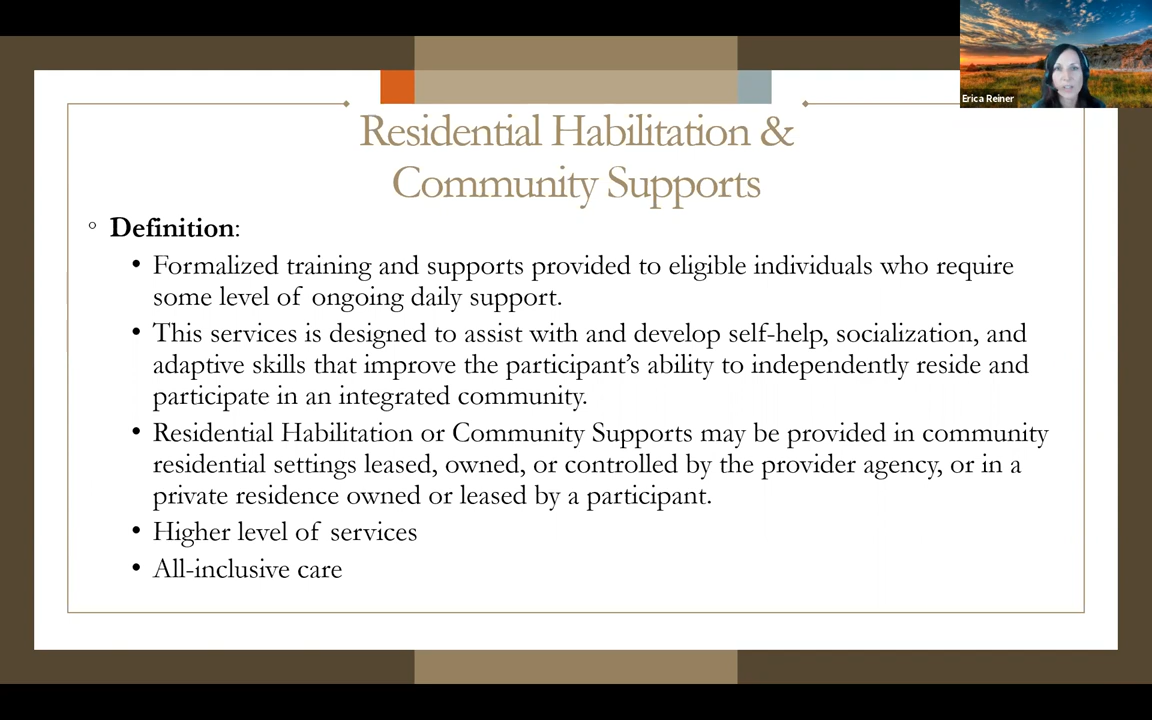 Erica Reiner
Residential Habilitation &
Community Supports
Definition:
Formalized training and supports provided to eligible individuals who require
some level of ongoing daily support.
This services is designed to assist with and develop self-help, socialization, and
adaptive skills that improve the participant’s ability to independently reside and
participate in an integrated community.
Residential Habilitation or Community Supports may be provided in community
residential settings leased, owned, or controlled by the provider agency, or in a
private residence owned or leased by a participant.
Higher level of services
All-inclusive care